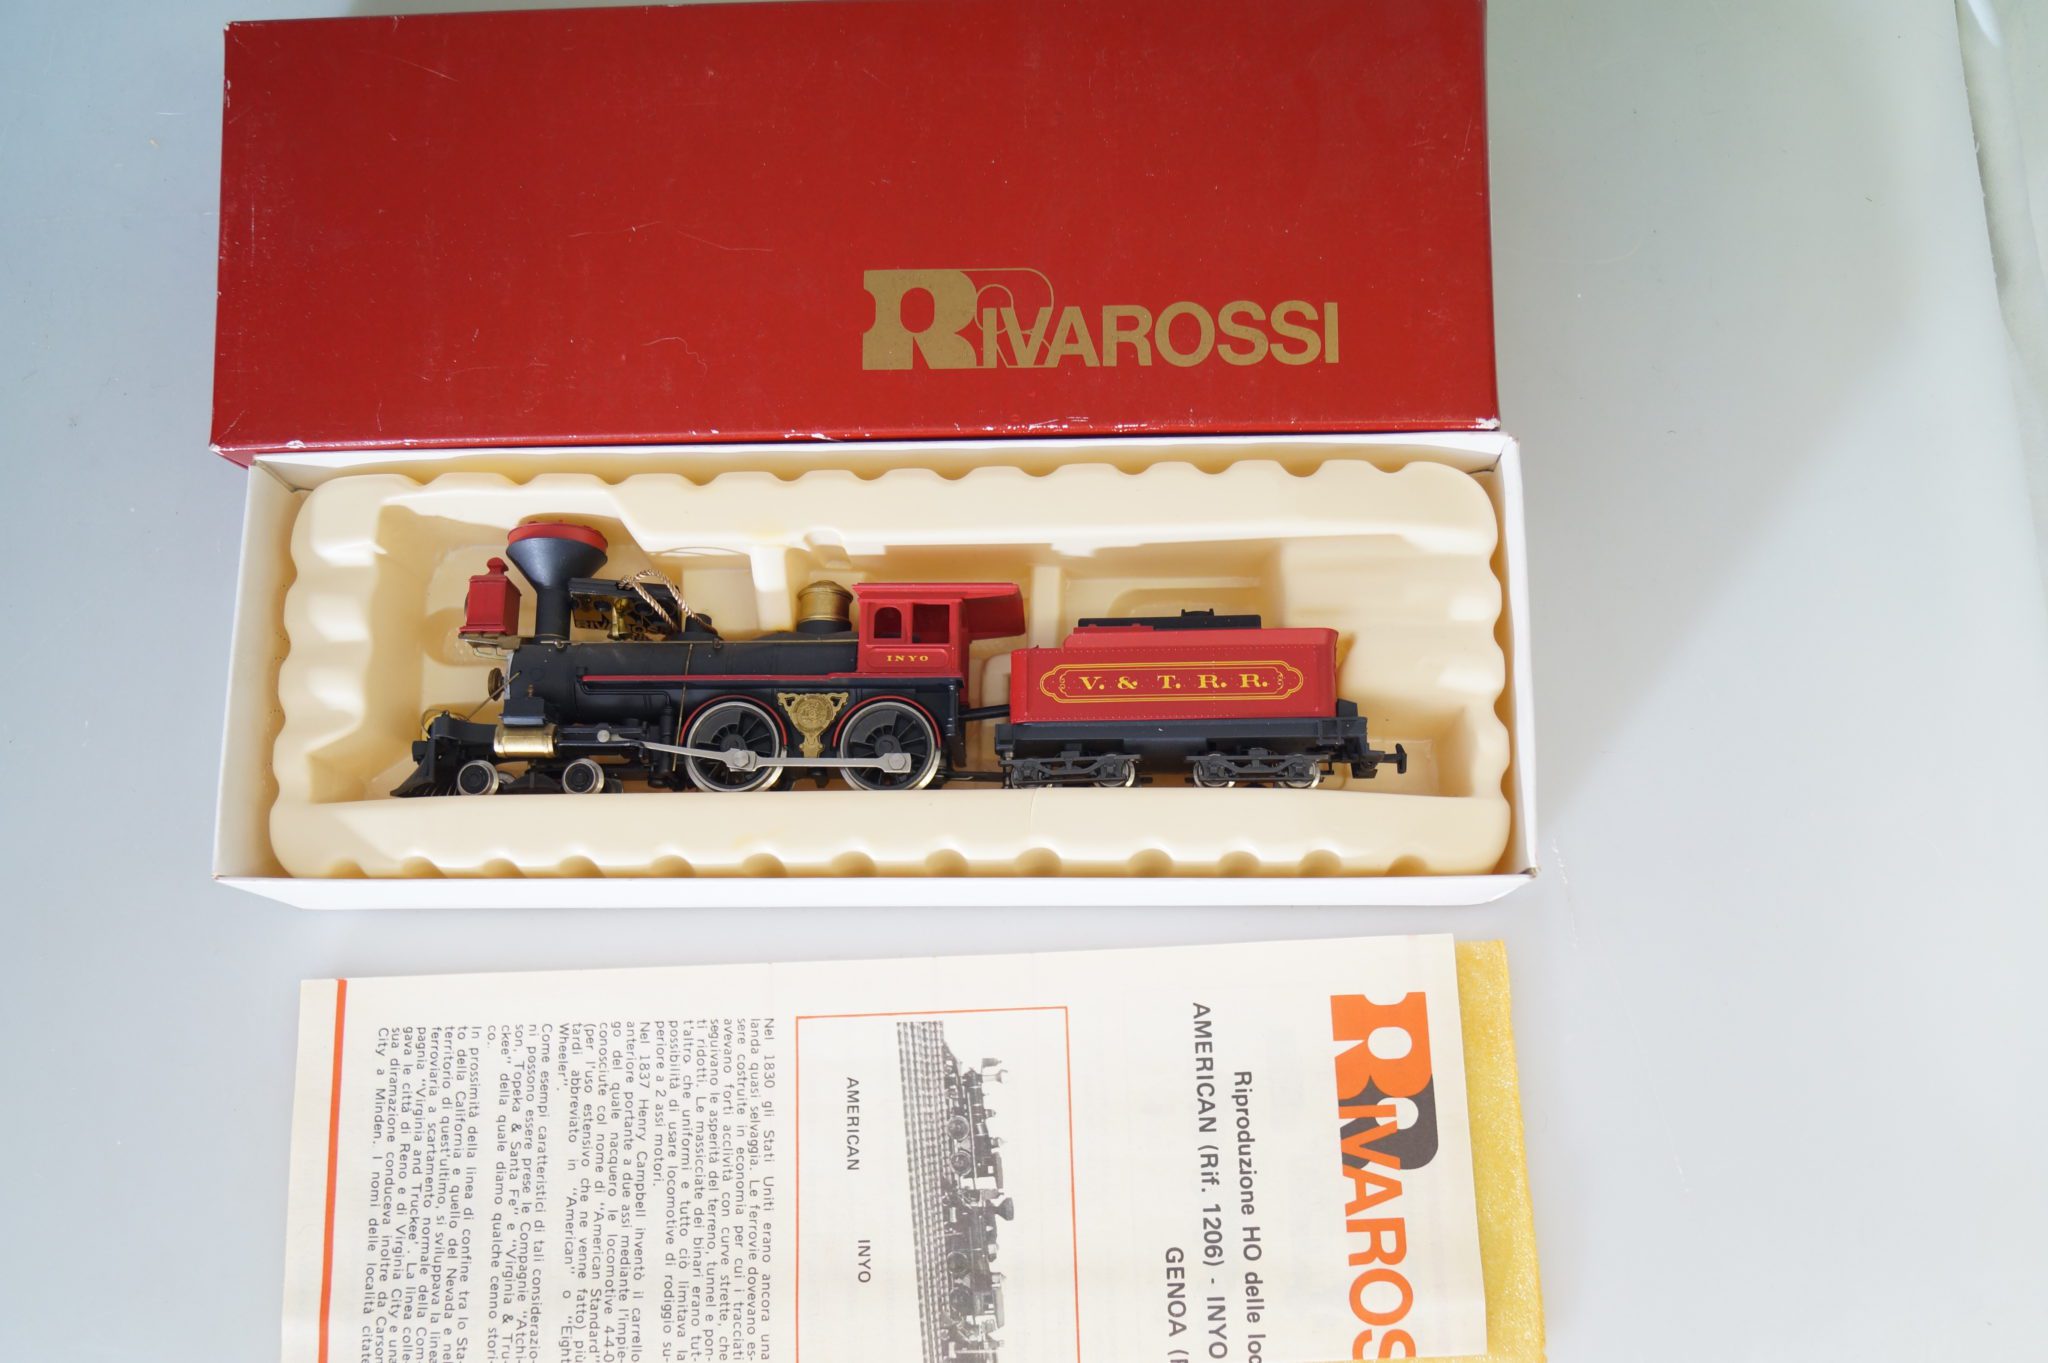 RIVAROSSI
INYO
V. & T. R. R.
RIVAROS
Riproduzione HO delle loc
AMERICAN (Rif. 1206) - INYO
GENOA (
AMERICAN
INYO
Nel 1830 gli Stati Uniti erano ancora una
landa quasi selvaggia. Le ferrovie dovevano es-
sere costruite in economia per cui i tracciati
avevano forti acclività con curve strette, che
seguivano le asperità del terreno, tunnel e pon-
ti ridotti. Le massicciate dei binari erano tut-
t'altro che uniformi e tutto ciò limitava la
possibilità di usare locomotive di rodiggio su-
periore a 2 assi motori.
Nel 1837 Henry Campbell inventò il carrello
anteriore portante a due assi mediante l'impie-
go del quale nacquero le locomotive 4-4-0
conosciute col nome di "American Standard"
(per l'uso estensivo che ne venne fatto) più
tardi abbreviato in "American" o "Eight
Wheeler".
Come esempi caratteristici di tali considerazio-
ni possono essere prese le Compagnie "Atchi-
son, Topeka & Santa Fe" e "Virginia & Tru-
ckee" della quale diamo qualche cenno stori-
co.
In prossimità della linea di confine tra lo Sta-
to della California e quello del Nevada e nel
territorio di quest'ultimo, si sviluppava la linea
ferroviaria a scartamento normale della Com-
pagnia "Virginia and Truckee". La linea colle-
gava le città di Reno e di Virginia City e una
sua diramazione conduceva inoltre da Carson
City a Minden. I nomi delle località citate